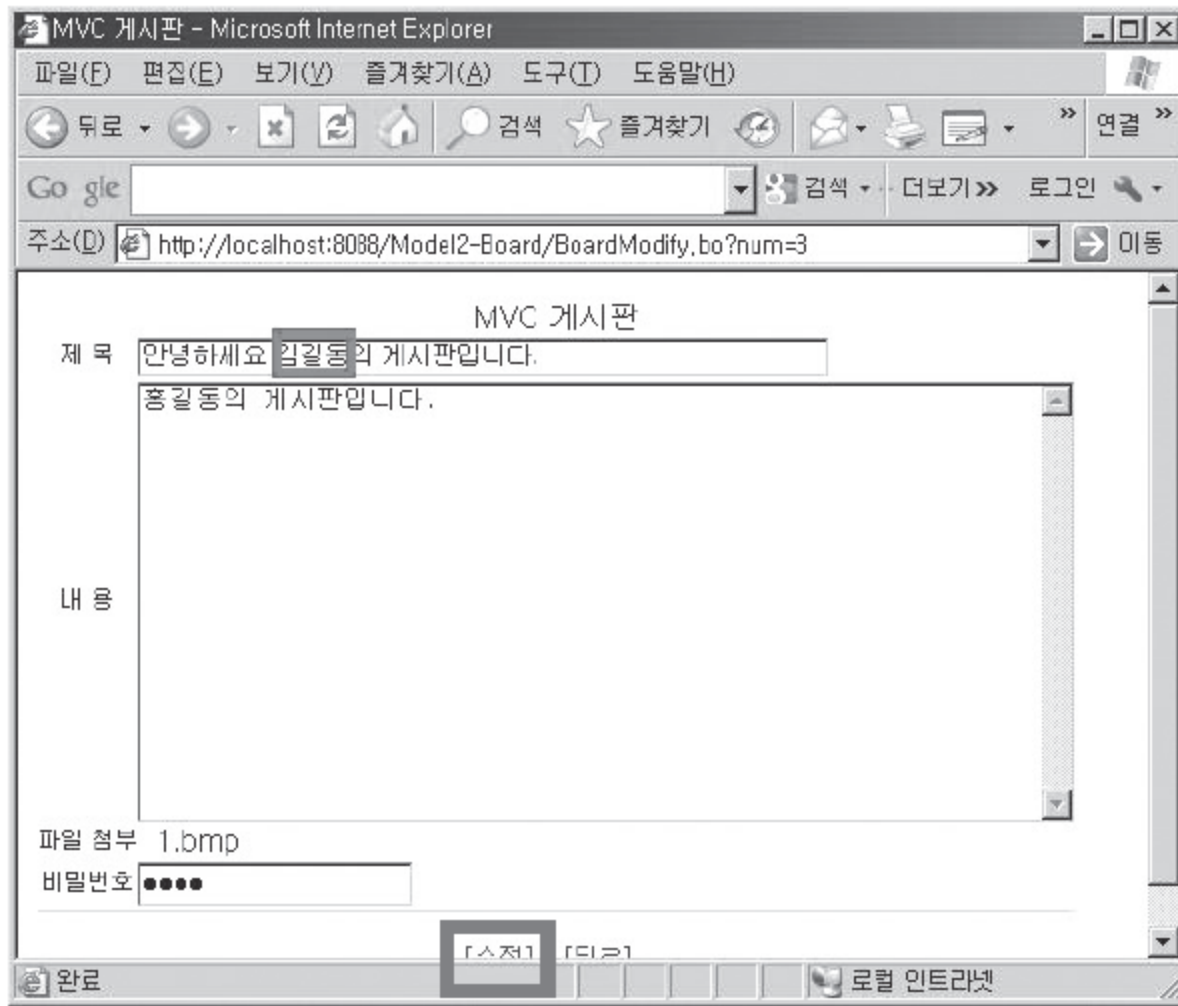 MVC 게시판 - Microsoft Internet Explorer
파일(F) 편집(E) 보기(V) 즐겨찾기(A) 도구(T) 도움말(H)
뒤로 검색 즐겨찾기 » 연결 »
Go gle 검색 더보기 » 로그인
주소(D) http://localhost:8088/Model2-Board/BoardModify.bo?num=3 이동
MVC 게시판
제 목 안녕하세요 김길동의 게시판입니다.
홍길동의 게시판입니다.
내 용
파일 첨부 1.bmp
비밀번호 ●●●●
[수정] [뒤로]
완료 로컬 인트라넷